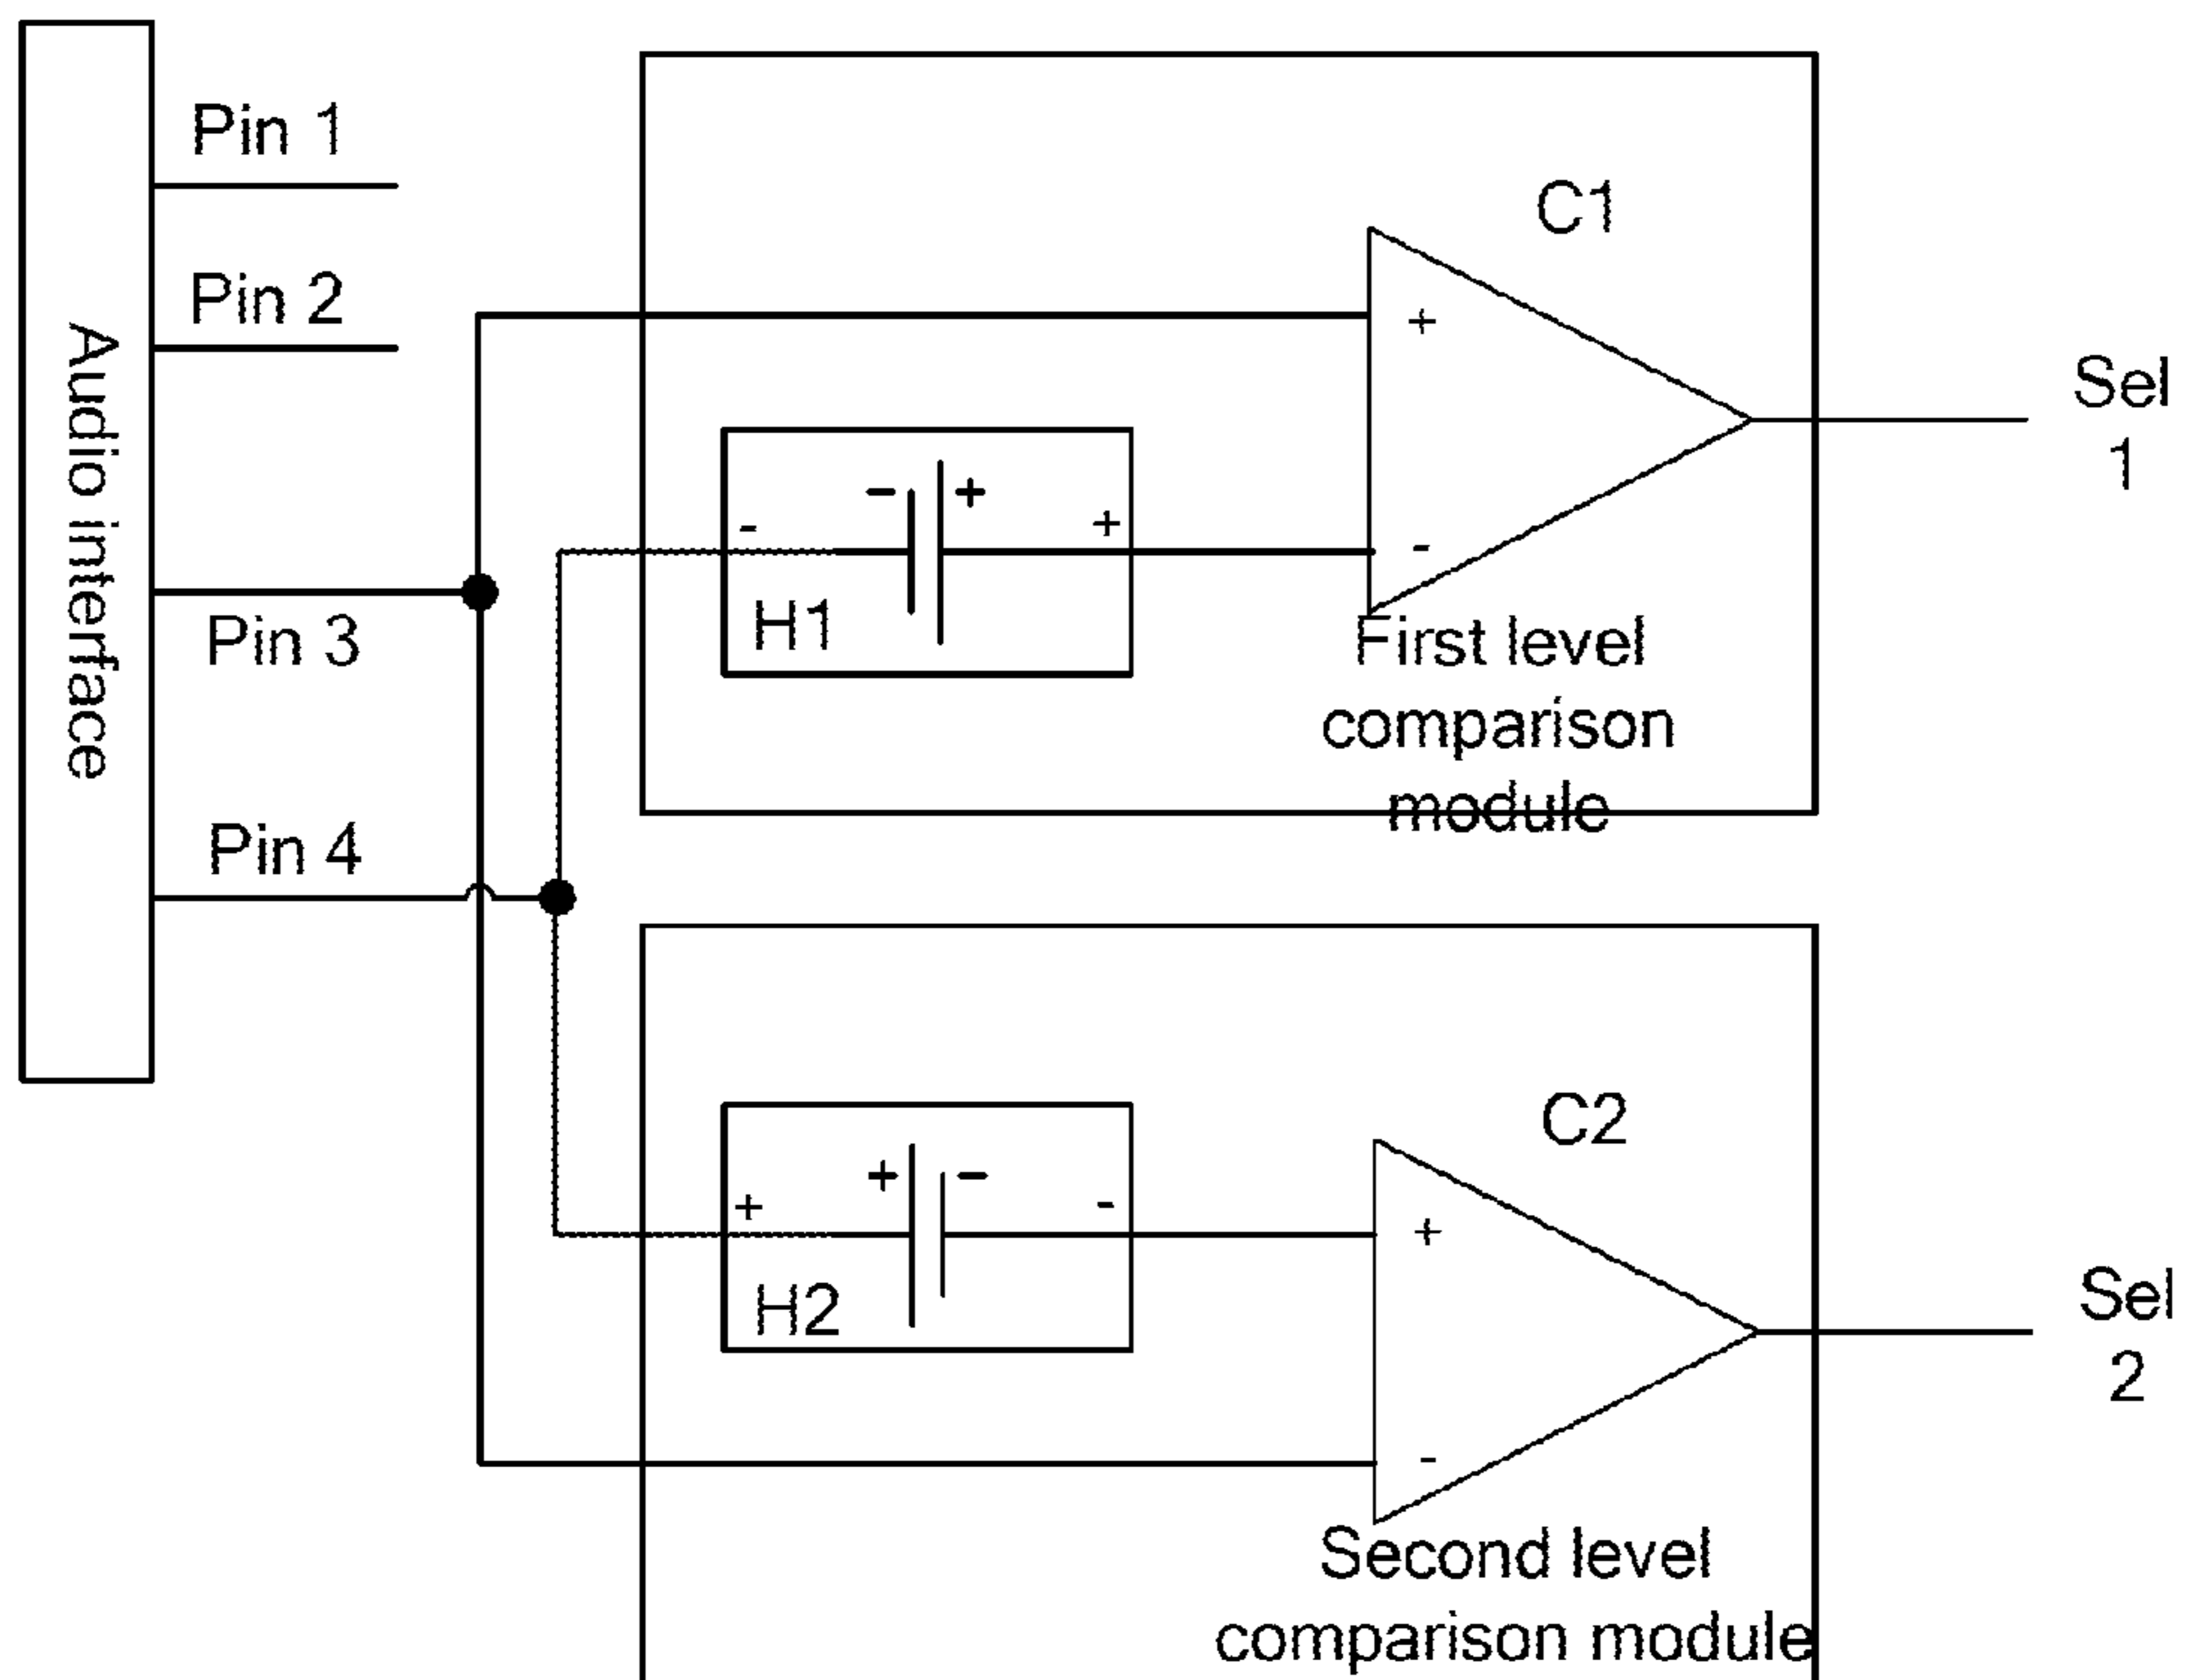 Audio interface
Pin 1
Pin 2
Pin 3
Pin 4
C1
+
-
- +
- +
H1
First level
comparison
module
Sel
1
C2
+ -
+ -
H2
+
-
Second level
comparison module
Sel
2